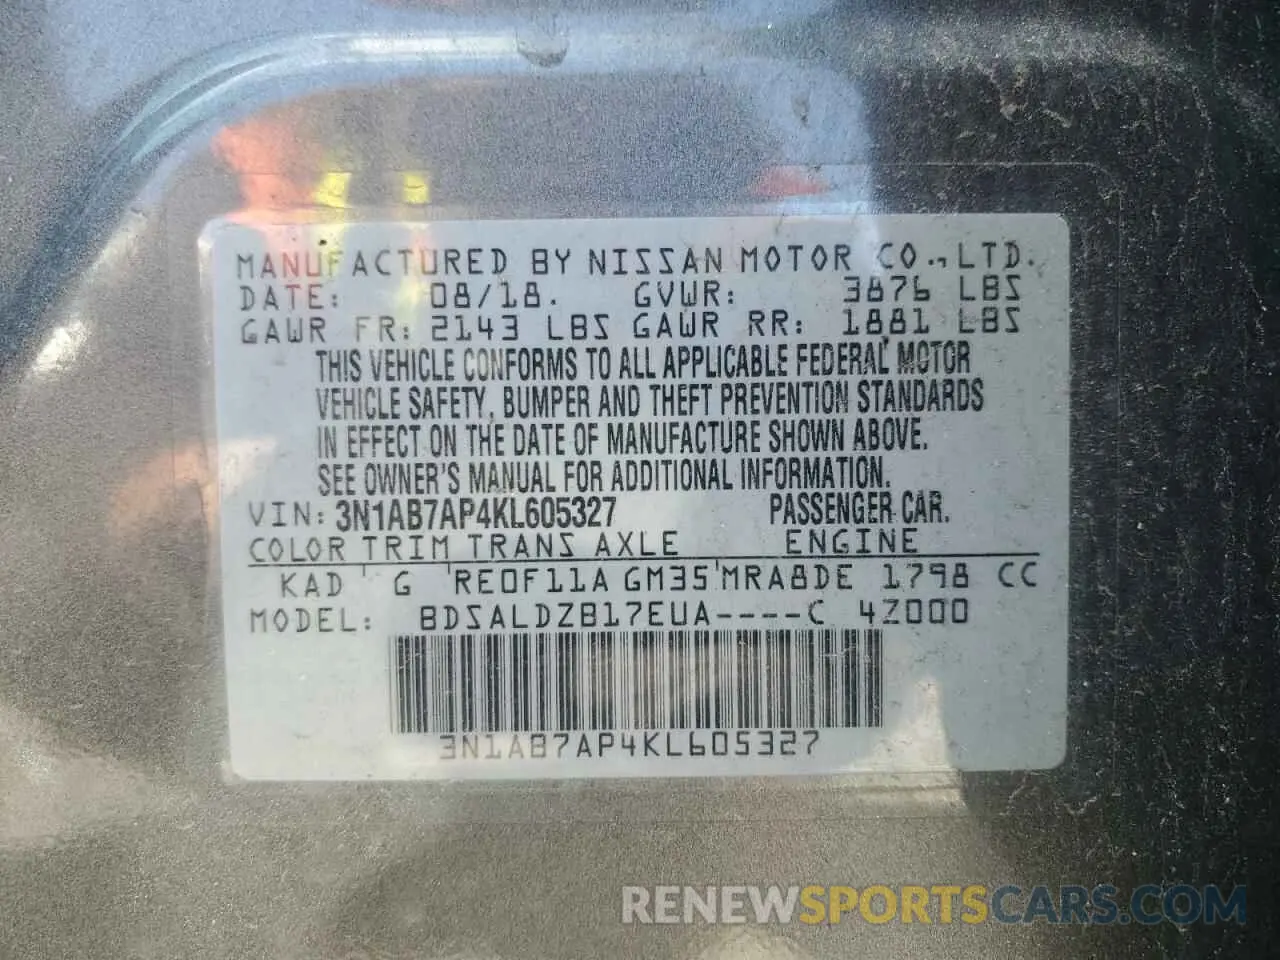 MANUFACTURED BY NISSAN MOTOR CO., LTD.
DATE: 08/18. GVWR: 3876 LBS
GAWR FR: 2143 LBS GAWR RR: 1881 LBS
THIS VEHICLE CONFORMS TO ALL APPLICABLE FEDERAL MOTOR
VEHICLE SAFETY, BUMPER AND THEFT PREVENTION STANDARDS
IN EFFECT ON THE DATE OF MANUFACTURE SHOWN ABOVE.
SEE OWNER'S MANUAL FOR ADDITIONAL INFORMATION.
VIN: 3N1AB7AP4KL605327 PASSENGER CAR.
COLOR TRIM TRANS AXLE ENGINE
KAD G RE0F11A GM35 MRA8DE 1798 CC
MODEL: BDSALDZB17EUA----C 4Z000
3N1AB7AP4KL605327
RENEWSPORTSCARS.COM